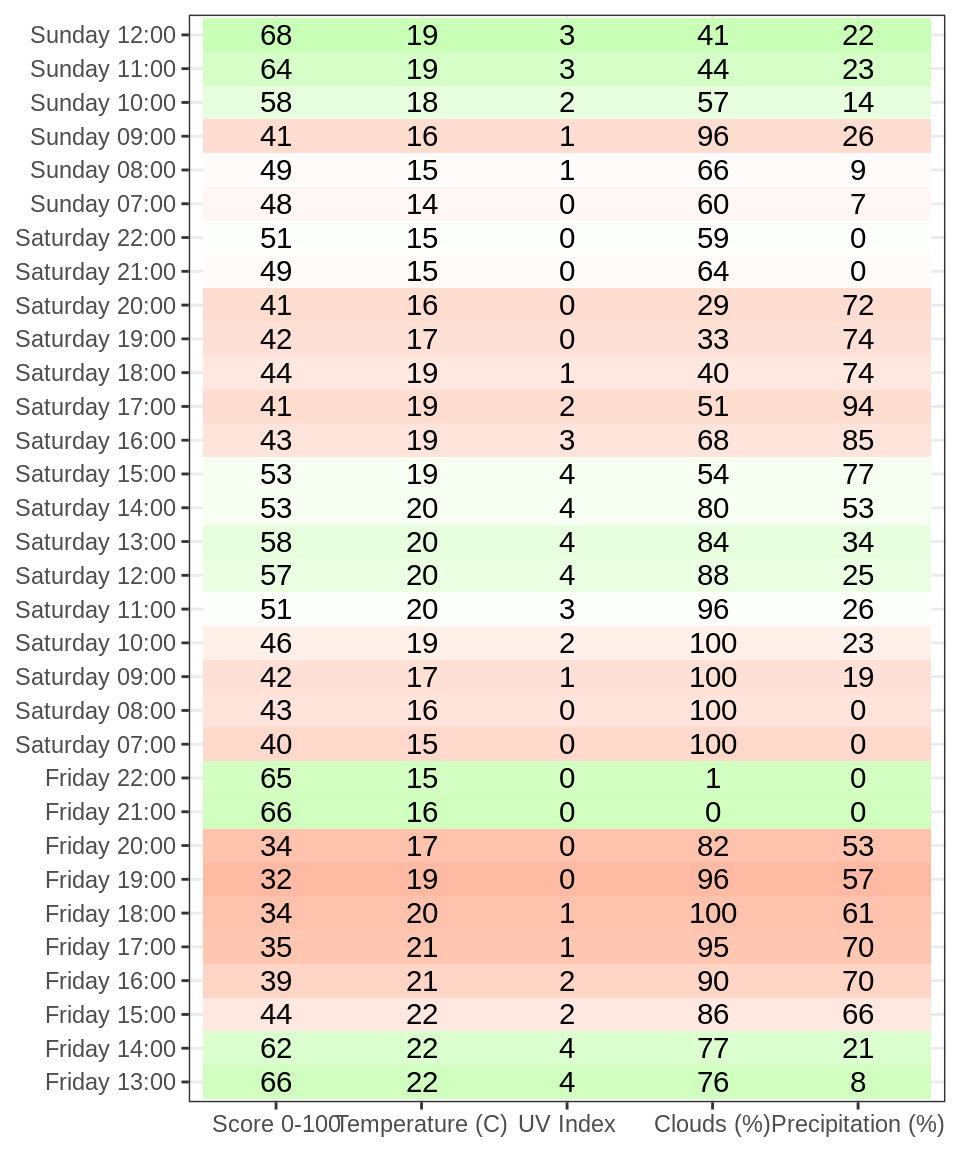 Sunday 12:00 68 19 3 41 22
Sunday 11:00 64 19 3 44 23
Sunday 10:00 58 18 2 57 14
Sunday 09:00 41 16 1 96 26
Sunday 08:00 49 15 1 66 9
Sunday 07:00 48 14 0 60 7
Saturday 22:00 51 15 0 59 0
Saturday 21:00 49 15 0 64 0
Saturday 20:00 41 16 0 29 72
Saturday 19:00 42 17 0 33 74
Saturday 18:00 44 19 1 40 74
Saturday 17:00 41 19 2 51 94
Saturday 16:00 43 19 3 68 85
Saturday 15:00 53 19 4 54 77
Saturday 14:00 53 20 4 80 53
Saturday 13:00 58 20 4 84 34
Saturday 12:00 57 20 4 88 25
Saturday 11:00 51 20 3 96 26
Saturday 10:00 46 19 2 100 23
Saturday 09:00 42 17 1 100 19
Saturday 08:00 43 16 0 100 0
Saturday 07:00 40 15 0 100 0
Friday 22:00 65 15 0 1 0
Friday 21:00 66 16 0 0 0
Friday 20:00 34 17 0 82 53
Friday 19:00 32 19 0 96 57
Friday 18:00 34 20 1 100 61
Friday 17:00 35 21 1 95 70
Friday 16:00 39 21 2 90 70
Friday 15:00 44 22 2 86 66
Friday 14:00 62 22 4 77 21
Friday 13:00 66 22 4 76 8
Score 0-100 Temperature (C) UV Index Clouds (%) Precipitation (%)